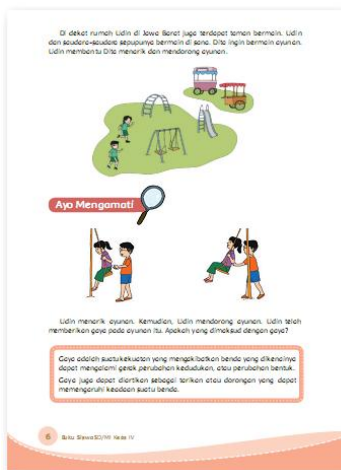 Di dekat rumah Udin di Jawa Barat juga terdapat taman bermain. Udin
dan saudara-saudara sepupunya bermain di sana. Dita ingin bermain ayunan.
Udin membantu Dita menarik dan mendorong ayunan.
Ayo Mengamati
Udin menarik ayunan. Kemudian, Udin mendorong ayunan. Udin telah
memberikan gaya pada ayunan itu. Apakah yang dimaksud dengan gaya?
Gaya adalah suatu kekuatan yang mengakibatkan benda yang dikenainya
dapat mengalami gerak, perubahan kedudukan, atau perubahan bentuk.
Gaya juga dapat diartikan sebagai tarikan atau dorongan yang dapat
memengaruhi keadaan suatu benda.
6 Buku Siswa SD/MI Kelas IV